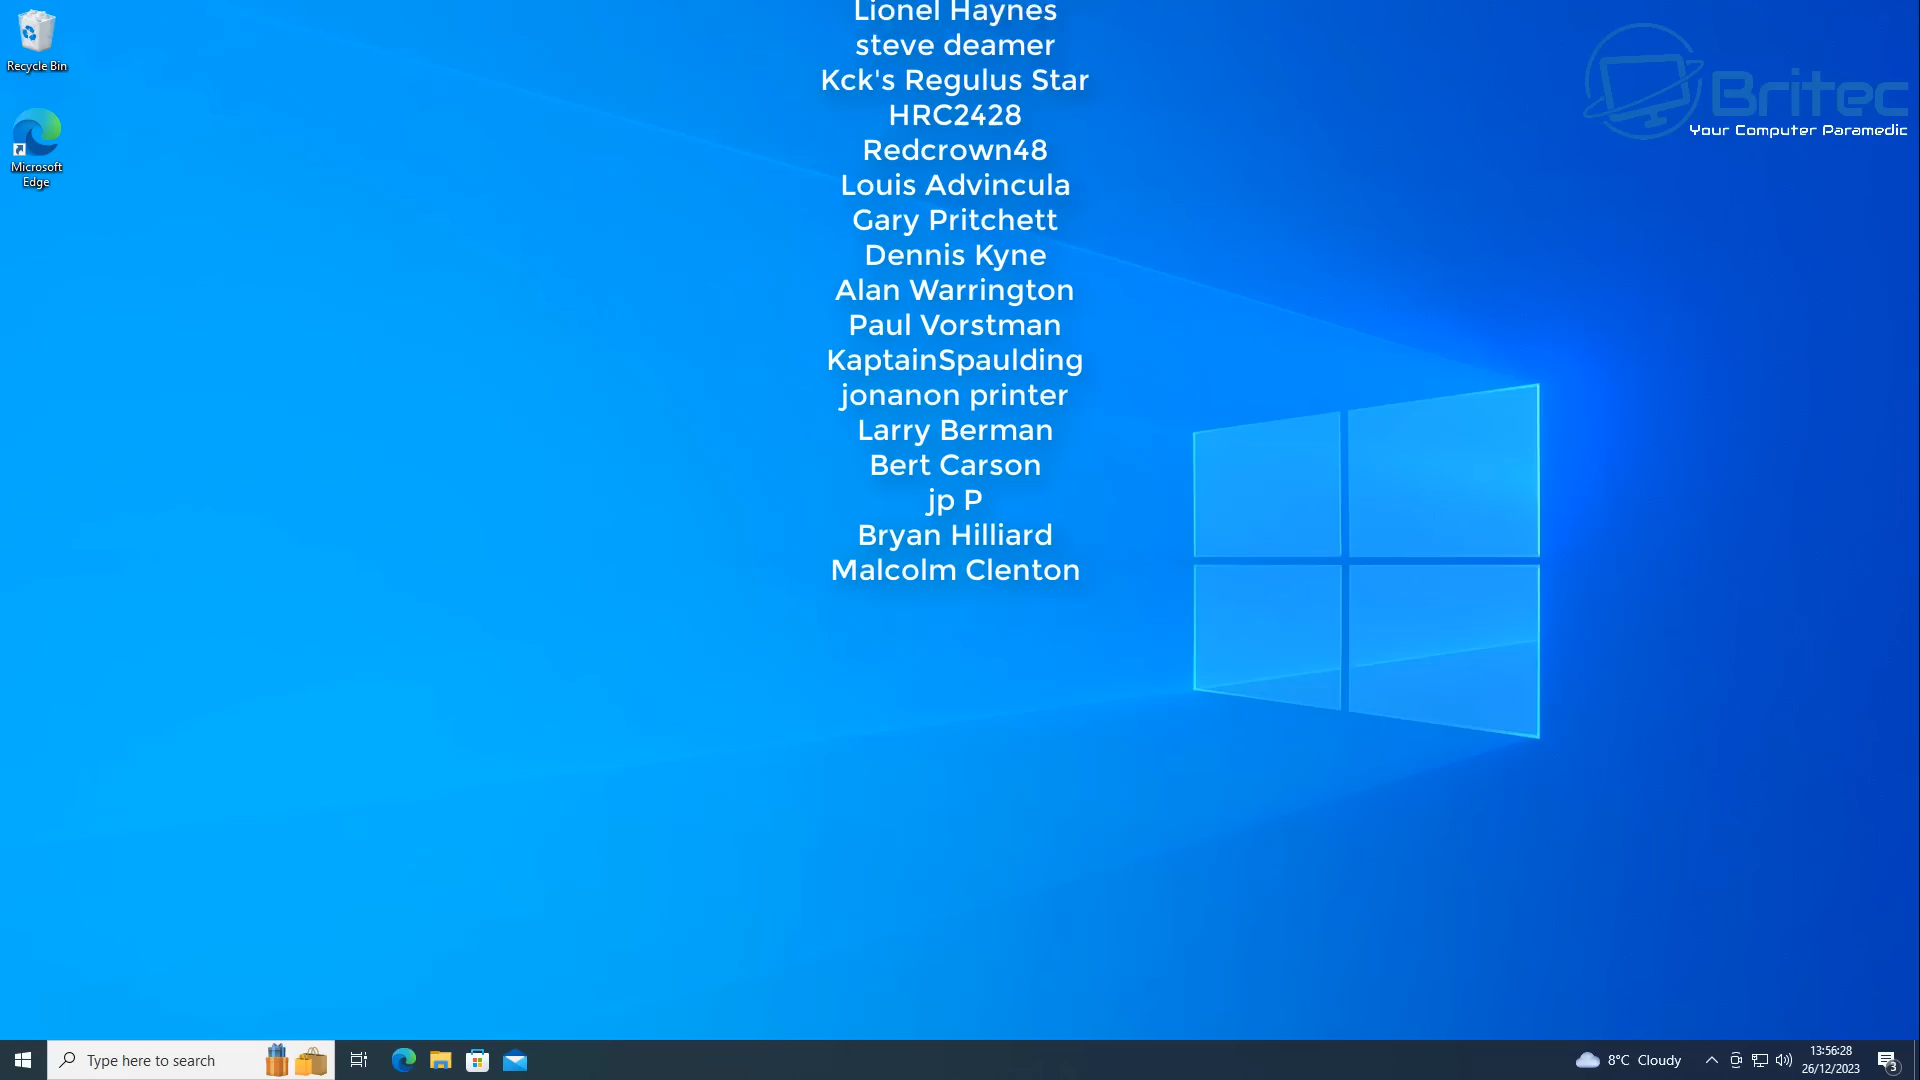 Lionel Haynes
steve deamer
Kck's Regulus Star
HRC2428
Redcrown48
Louis Advincula
Gary Pritchett
Dennis Kyne
Alan Warrington
Paul Vorstman
KaptainSpaulding
jonanon printer
Larry Berman
Bert Carson
jp P
Bryan Hilliard
Malcolm Clenton
Recycle Bin
Microsoft
Edge
Britec
Your Computer Paramedic
Type here to search
8°C Cloudy
13:56:28
26/12/2023
3